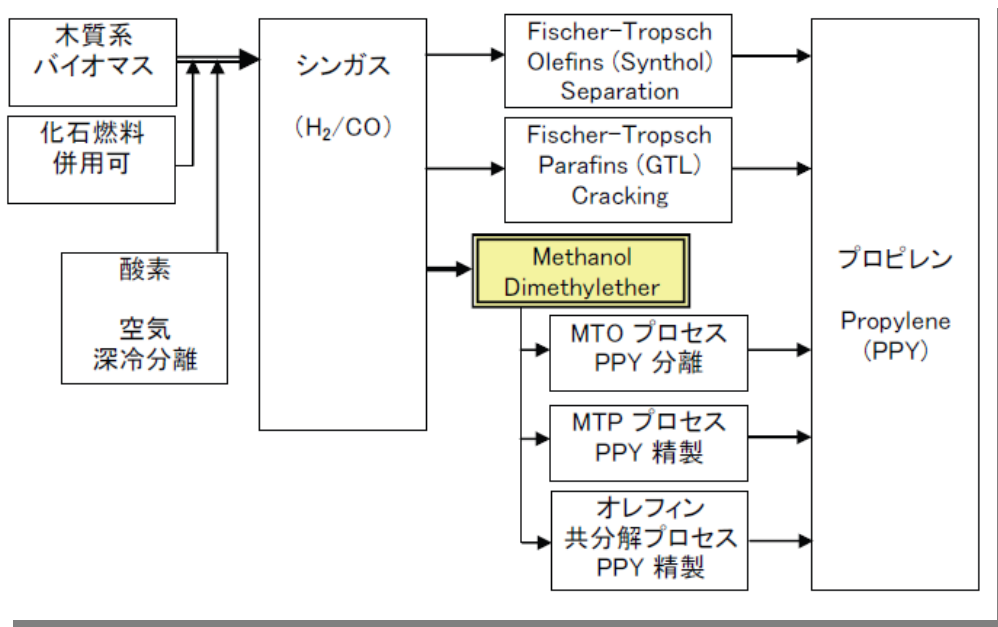 木質系
バイオマス
化石燃料
併用可
酸素
空気
深冷分離
シンガス
(H₂/CO)
Fischer-Tropsch
Olefins (Synthol)
Separation
Fischer-Tropsch
Parafins (GTL)
Cracking
Methanol
Dimethylether
MTO プロセス
PPY 分離
MTP プロセス
PPY 精製
オレフィン
共分解プロセス
PPY 精製
プロピレン
Propylene
(PPY)